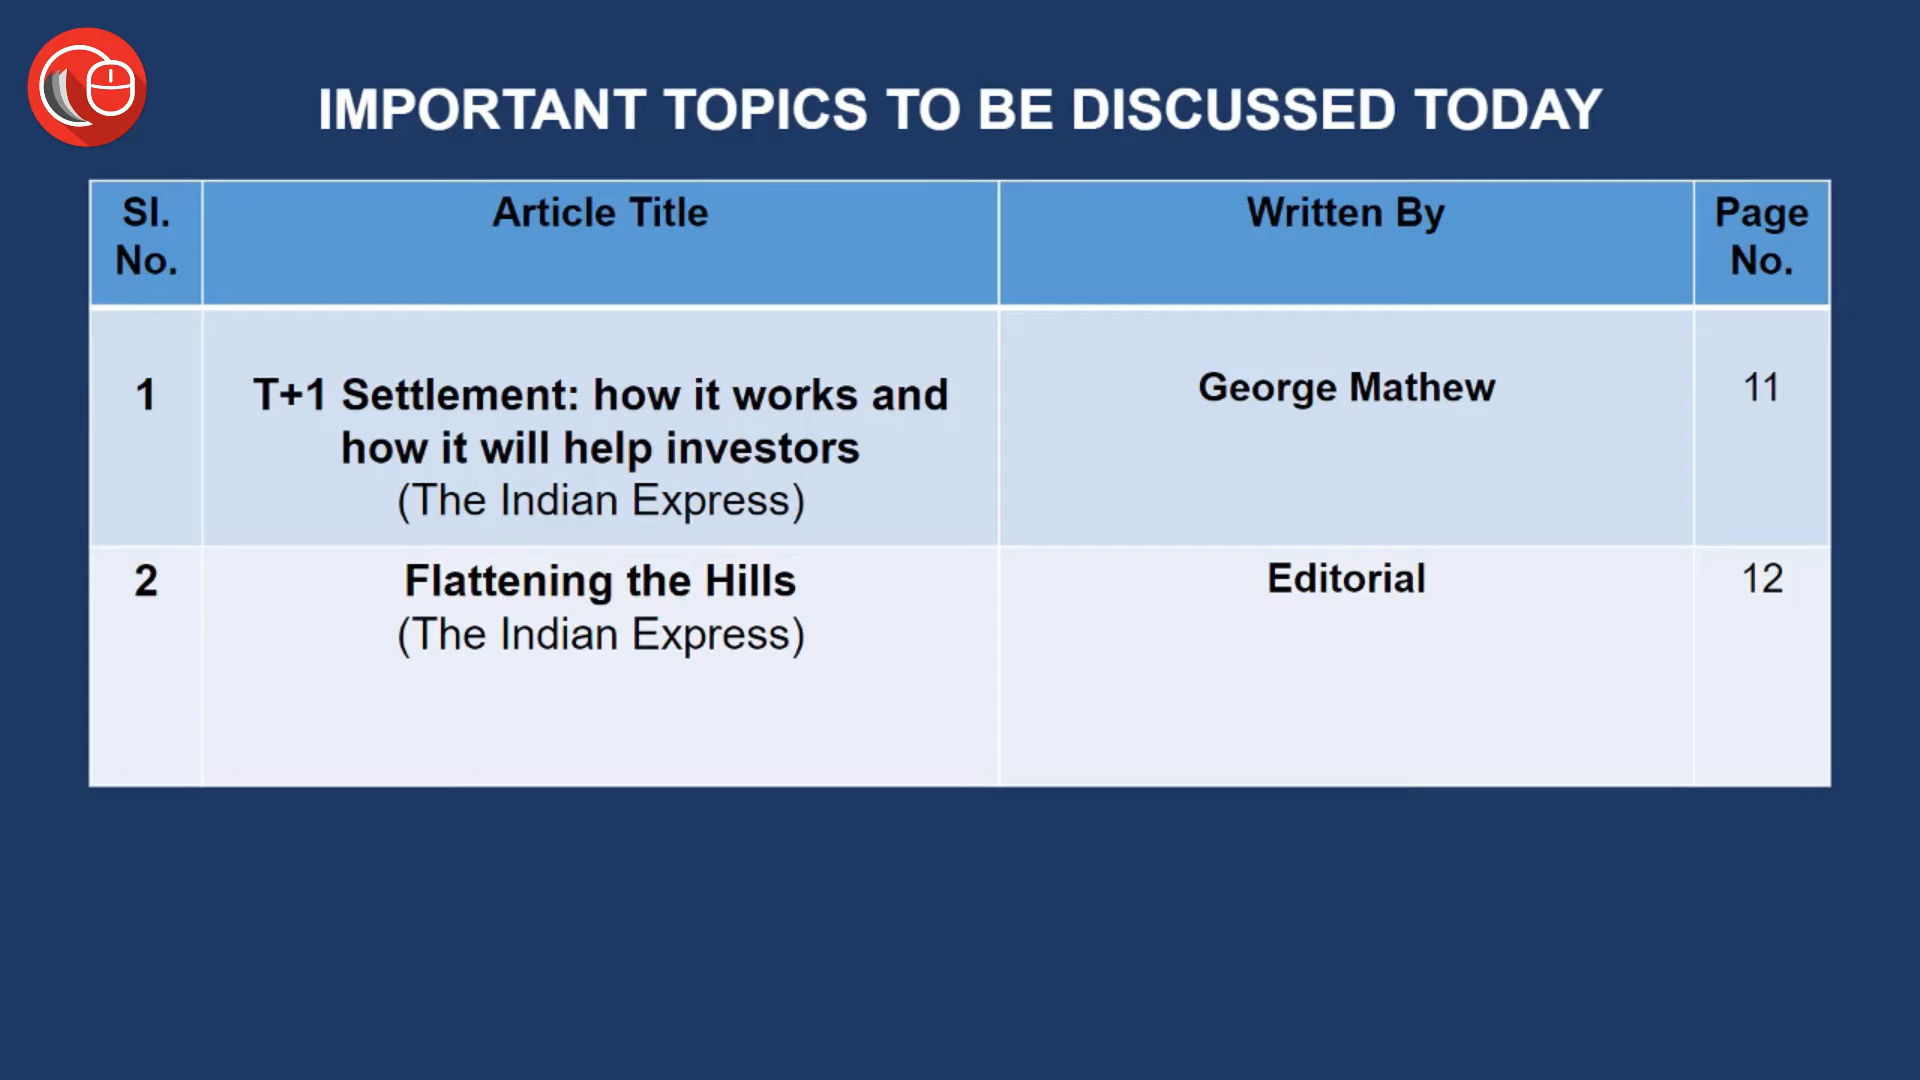 IMPORTANT TOPICS TO BE DISCUSSED TODAY
Sl. No.
Article Title
Written By
Page No.
1
T+1 Settlement: how it works and
how it will help investors
(The Indian Express)
George Mathew
11
2
Flattening the Hills
(The Indian Express)
Editorial
12